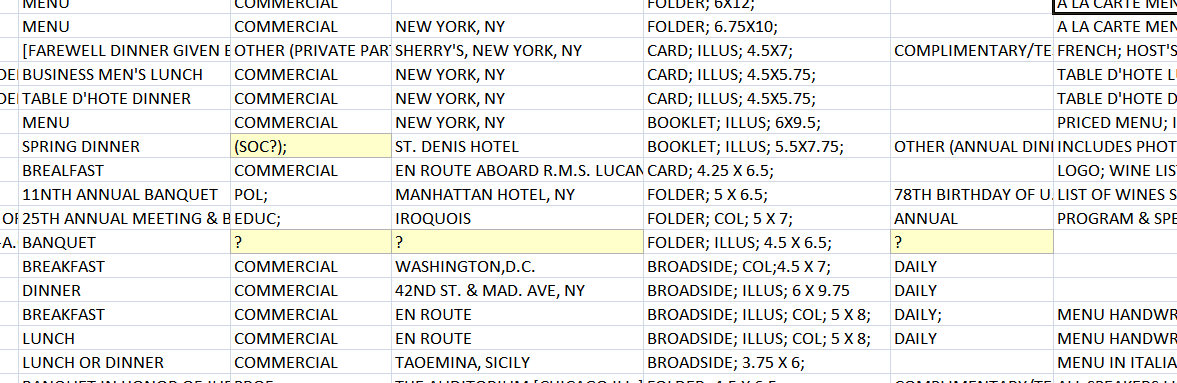 MENU COMMERCIAL FOLDER; 6X12; A LA CARTE MEN
MENU COMMERCIAL NEW YORK, NY FOLDER; 6.75X10; A LA CARTE MEN
[FAREWELL DINNER GIVEN E OTHER (PRIVATE PAR SHERRY'S, NEW YORK, NY CARD; ILLUS; 4.5X7; COMPLIMENTARY/TE FRENCH; HOST'S
DEI BUSINESS MEN'S LUNCH COMMERCIAL NEW YORK, NY CARD; ILLUS; 4.5X5.75; TABLE D'HOTE L
DEI TABLE D'HOTE DINNER COMMERCIAL NEW YORK, NY CARD; ILLUS; 4.5X5.75; TABLE D'HOTE D
MENU COMMERCIAL NEW YORK, NY BOOKLET; ILLUS; 6X9.5; PRICED MENU; I
SPRING DINNER (SOC?); ST. DENIS HOTEL BOOKLET; ILLUS; 5.5X7.75; OTHER (ANNUAL DINI INCLUDES PHOT
BREALFAST COMMERCIAL EN ROUTE ABOARD R.M.S. LUCAN CARD; 4.25 X 6.5; LOGO; WINE LIS
11NTH ANNUAL BANQUET POL; MANHATTAN HOTEL, NY FOLDER; 5 X 6.5; 78TH BIRTHDAY OF U. LIST OF WINES S
OF 25TH ANNUAL MEETING & B EDUC; IROQUOIS FOLDER; COL; 5 X 7; ANNUAL PROGRAM & SPE
-A. BANQUET ? ? FOLDER; ILLUS; 4.5 X 6.5; ?
BREAKFAST COMMERCIAL WASHINGTON,D.C. BROADSIDE; COL;4.5 X 7; DAILY
DINNER COMMERCIAL 42ND ST. & MAD. AVE, NY BROADSIDE; ILLUS; 6 X 9.75 DAILY
BREAKFAST COMMERCIAL EN ROUTE BROADSIDE; ILLUS; COL; 5 X 8; DAILY; MENU HANDWR
LUNCH COMMERCIAL EN ROUTE BROADSIDE; ILLUS; COL; 5 X 8; DAILY MENU HANDWR
LUNCH OR DINNER COMMERCIAL TAOEMINA, SICILY BROADSIDE; 3.75 X 6; MENU IN ITALIA